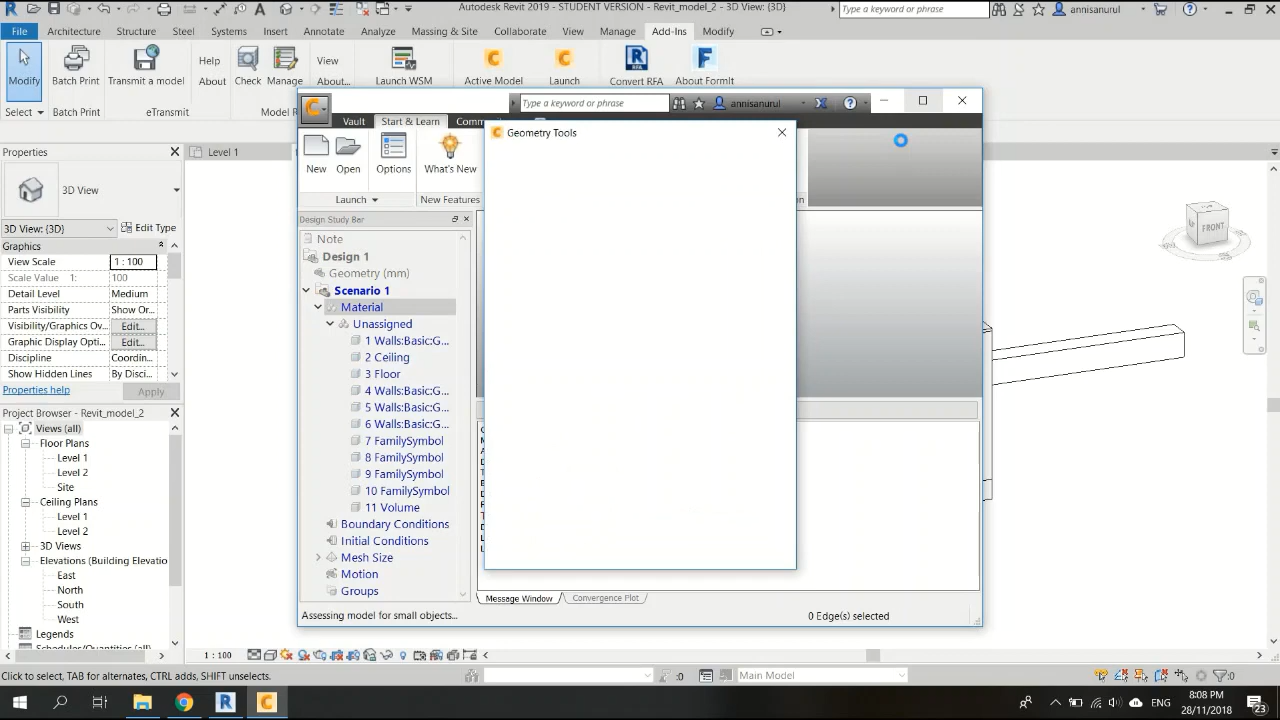 Autodesk Revit 2019 - STUDENT VERSION - Revit_model_2 - 3D View: {3D}
Type a keyword or phrase
annisanurul
File Architecture Structure Steel Systems Insert Annotate Analyze Massing & Site Collaborate View Manage Add-Ins Modify
Modify
Batch Print
Transmit a model
Help
About
Check
Manage
View
About...
Launch WSM
Active Model
Launch
Convert RFA
About FormIt
Select
Batch Print
eTransmit
Type a keyword or phrase
annisanurul
Vault
Start & Learn
Geometry Tools
New
Open
Options
What's New
Launch
New Features
Properties
Level 1
3D View
3D View: {3D}
Edit Type
Graphics
View Scale 1 : 100
Scale Value 1: 100
Detail Level Medium
Parts Visibility Show Or
Visibility/Graphics Ov... Edit...
Graphic Display Opti... Edit...
Discipline Coordin...
Show Hidden Lines By Disci...
Properties help
Apply
Project Browser - Revit_model_2
Views (all)
Floor Plans
Level 1
Level 2
Site
Ceiling Plans
Level 1
Level 2
3D Views
Elevations (Building Elevatio
East
North
South
West
Legends
Schedules/Quantities (all)
Design Study Bar
Note
Design 1
Geometry (mm)
Scenario 1
Material
Unassigned
1 Walls:Basic:G...
2 Ceiling
3 Floor
4 Walls:Basic:G...
5 Walls:Basic:G...
6 Walls:Basic:G...
7 FamilySymbol
8 FamilySymbol
9 FamilySymbol
10 FamilySymbol
11 Volume
Boundary Conditions
Initial Conditions
Mesh Size
Motion
Groups
Message Window
Convergence Plot
Assessing model for small objects...
0 Edge(s) selected
FRONT
1 : 100
Click to select, TAB for alternates, CTRL adds, SHIFT unselects.
:0
Main Model
:0
ENG
8:08 PM
28/11/2018
23